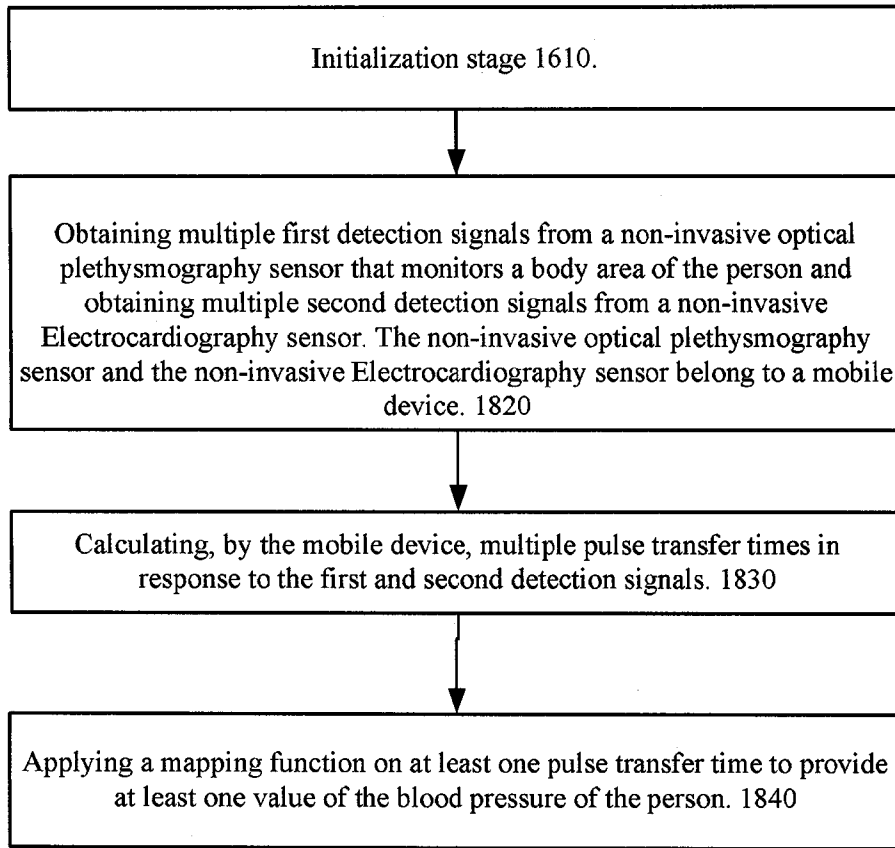 Initialization stage 1610.
Obtaining multiple first detection signals from a non-invasive optical
plethysmography sensor that monitors a body area of the person and
obtaining multiple second detection signals from a non-invasive
Electrocardiography sensor. The non-invasive optical plethysmography
sensor and the non-invasive Electrocardiography sensor belong to a mobile
device. 1820
Calculating, by the mobile device, multiple pulse transfer times in
response to the first and second detection signals. 1830
Applying a mapping function on at least one pulse transfer time to provide
at least one value of the blood pressure of the person. 1840